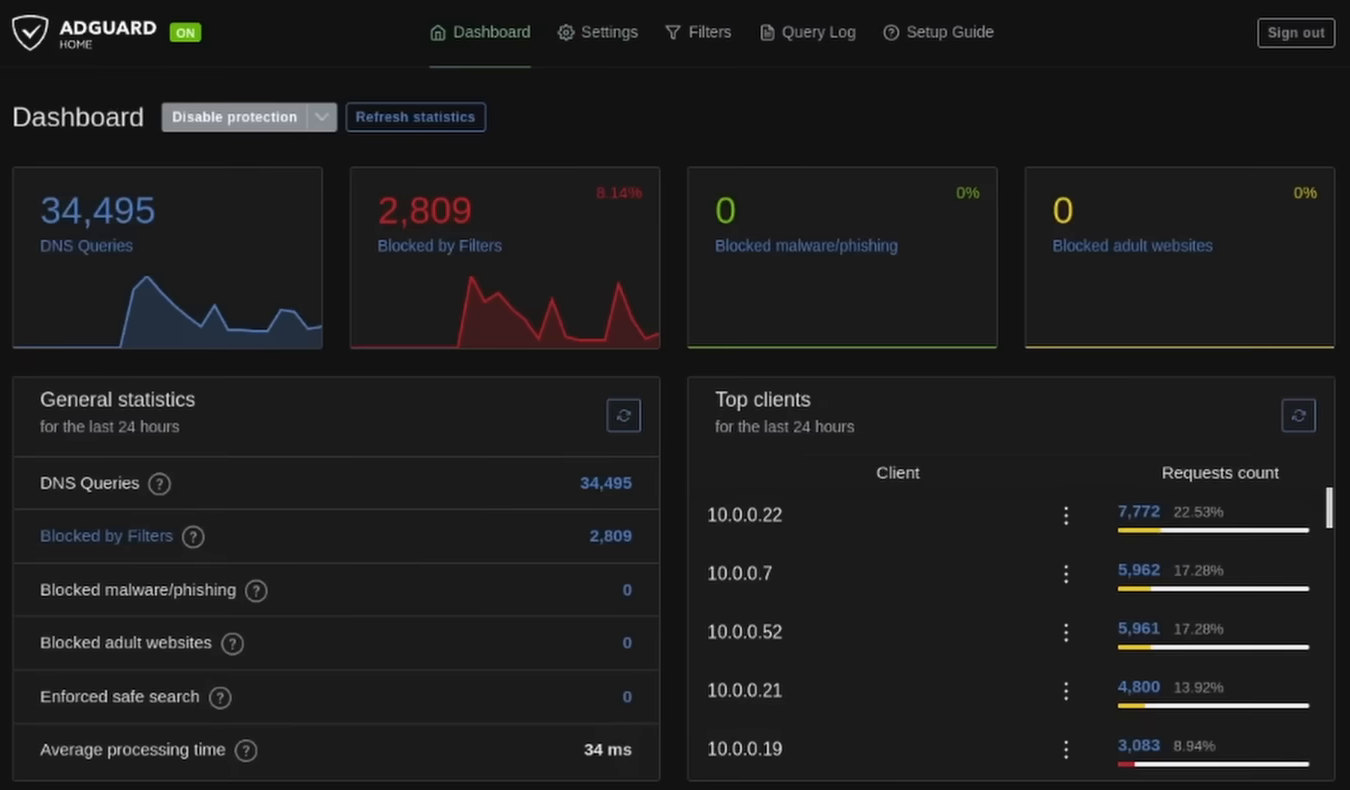 ADGUARD
HOME
ON
Dashboard
Settings
Filters
Query Log
Setup Guide
Sign out
Dashboard
Disable protection
Refresh statistics
34,495
DNS Queries
2,809
8.14%
Blocked by Filters
0
0%
Blocked malware/phishing
0
0%
Blocked adult websites
General statistics
for the last 24 hours
DNS Queries ? 34,495
Blocked by Filters ? 2,809
Blocked malware/phishing ? 0
Blocked adult websites ? 0
Enforced safe search ? 0
Average processing time ? 34 ms
Top clients
for the last 24 hours
Client Requests count
10.0.0.22 7,772 22.53%
10.0.0.7 5,962 17.28%
10.0.0.52 5,961 17.28%
10.0.0.21 4,800 13.92%
10.0.0.19 3,083 8.94%